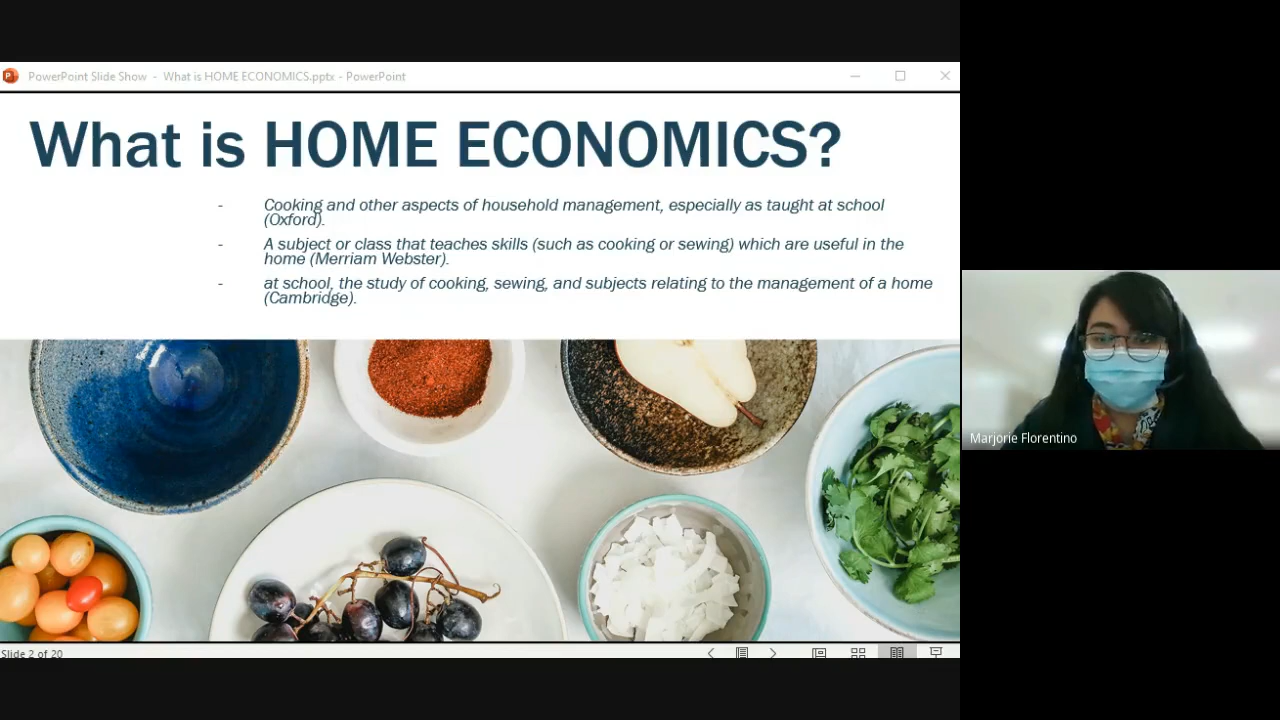 PowerPoint Slide Show - What is HOME ECONOMICS.pptx - PowerPoint
What is HOME ECONOMICS?
- Cooking and other aspects of household management, especially as taught at school
(Oxford).
- A subject or class that teaches skills (such as cooking or sewing) which are useful in the
home (Merriam Webster).
- at school, the study of cooking, sewing, and subjects relating to the management of a home
(Cambridge).
Marjorie Florentino
Slide 2 of 20